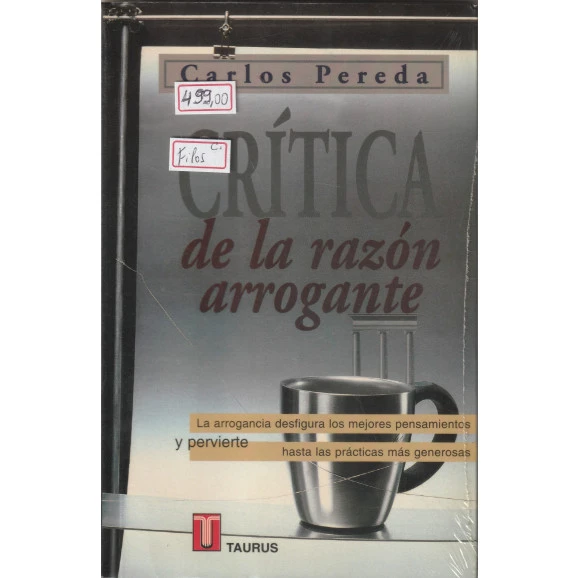 Carlos Pereda
499,00
Filos
CRÍTICA
de la razón
arrogante
La arrogancia desfigura los mejores pensamientos
y pervierte
hasta las prácticas más generosas
TAURUS